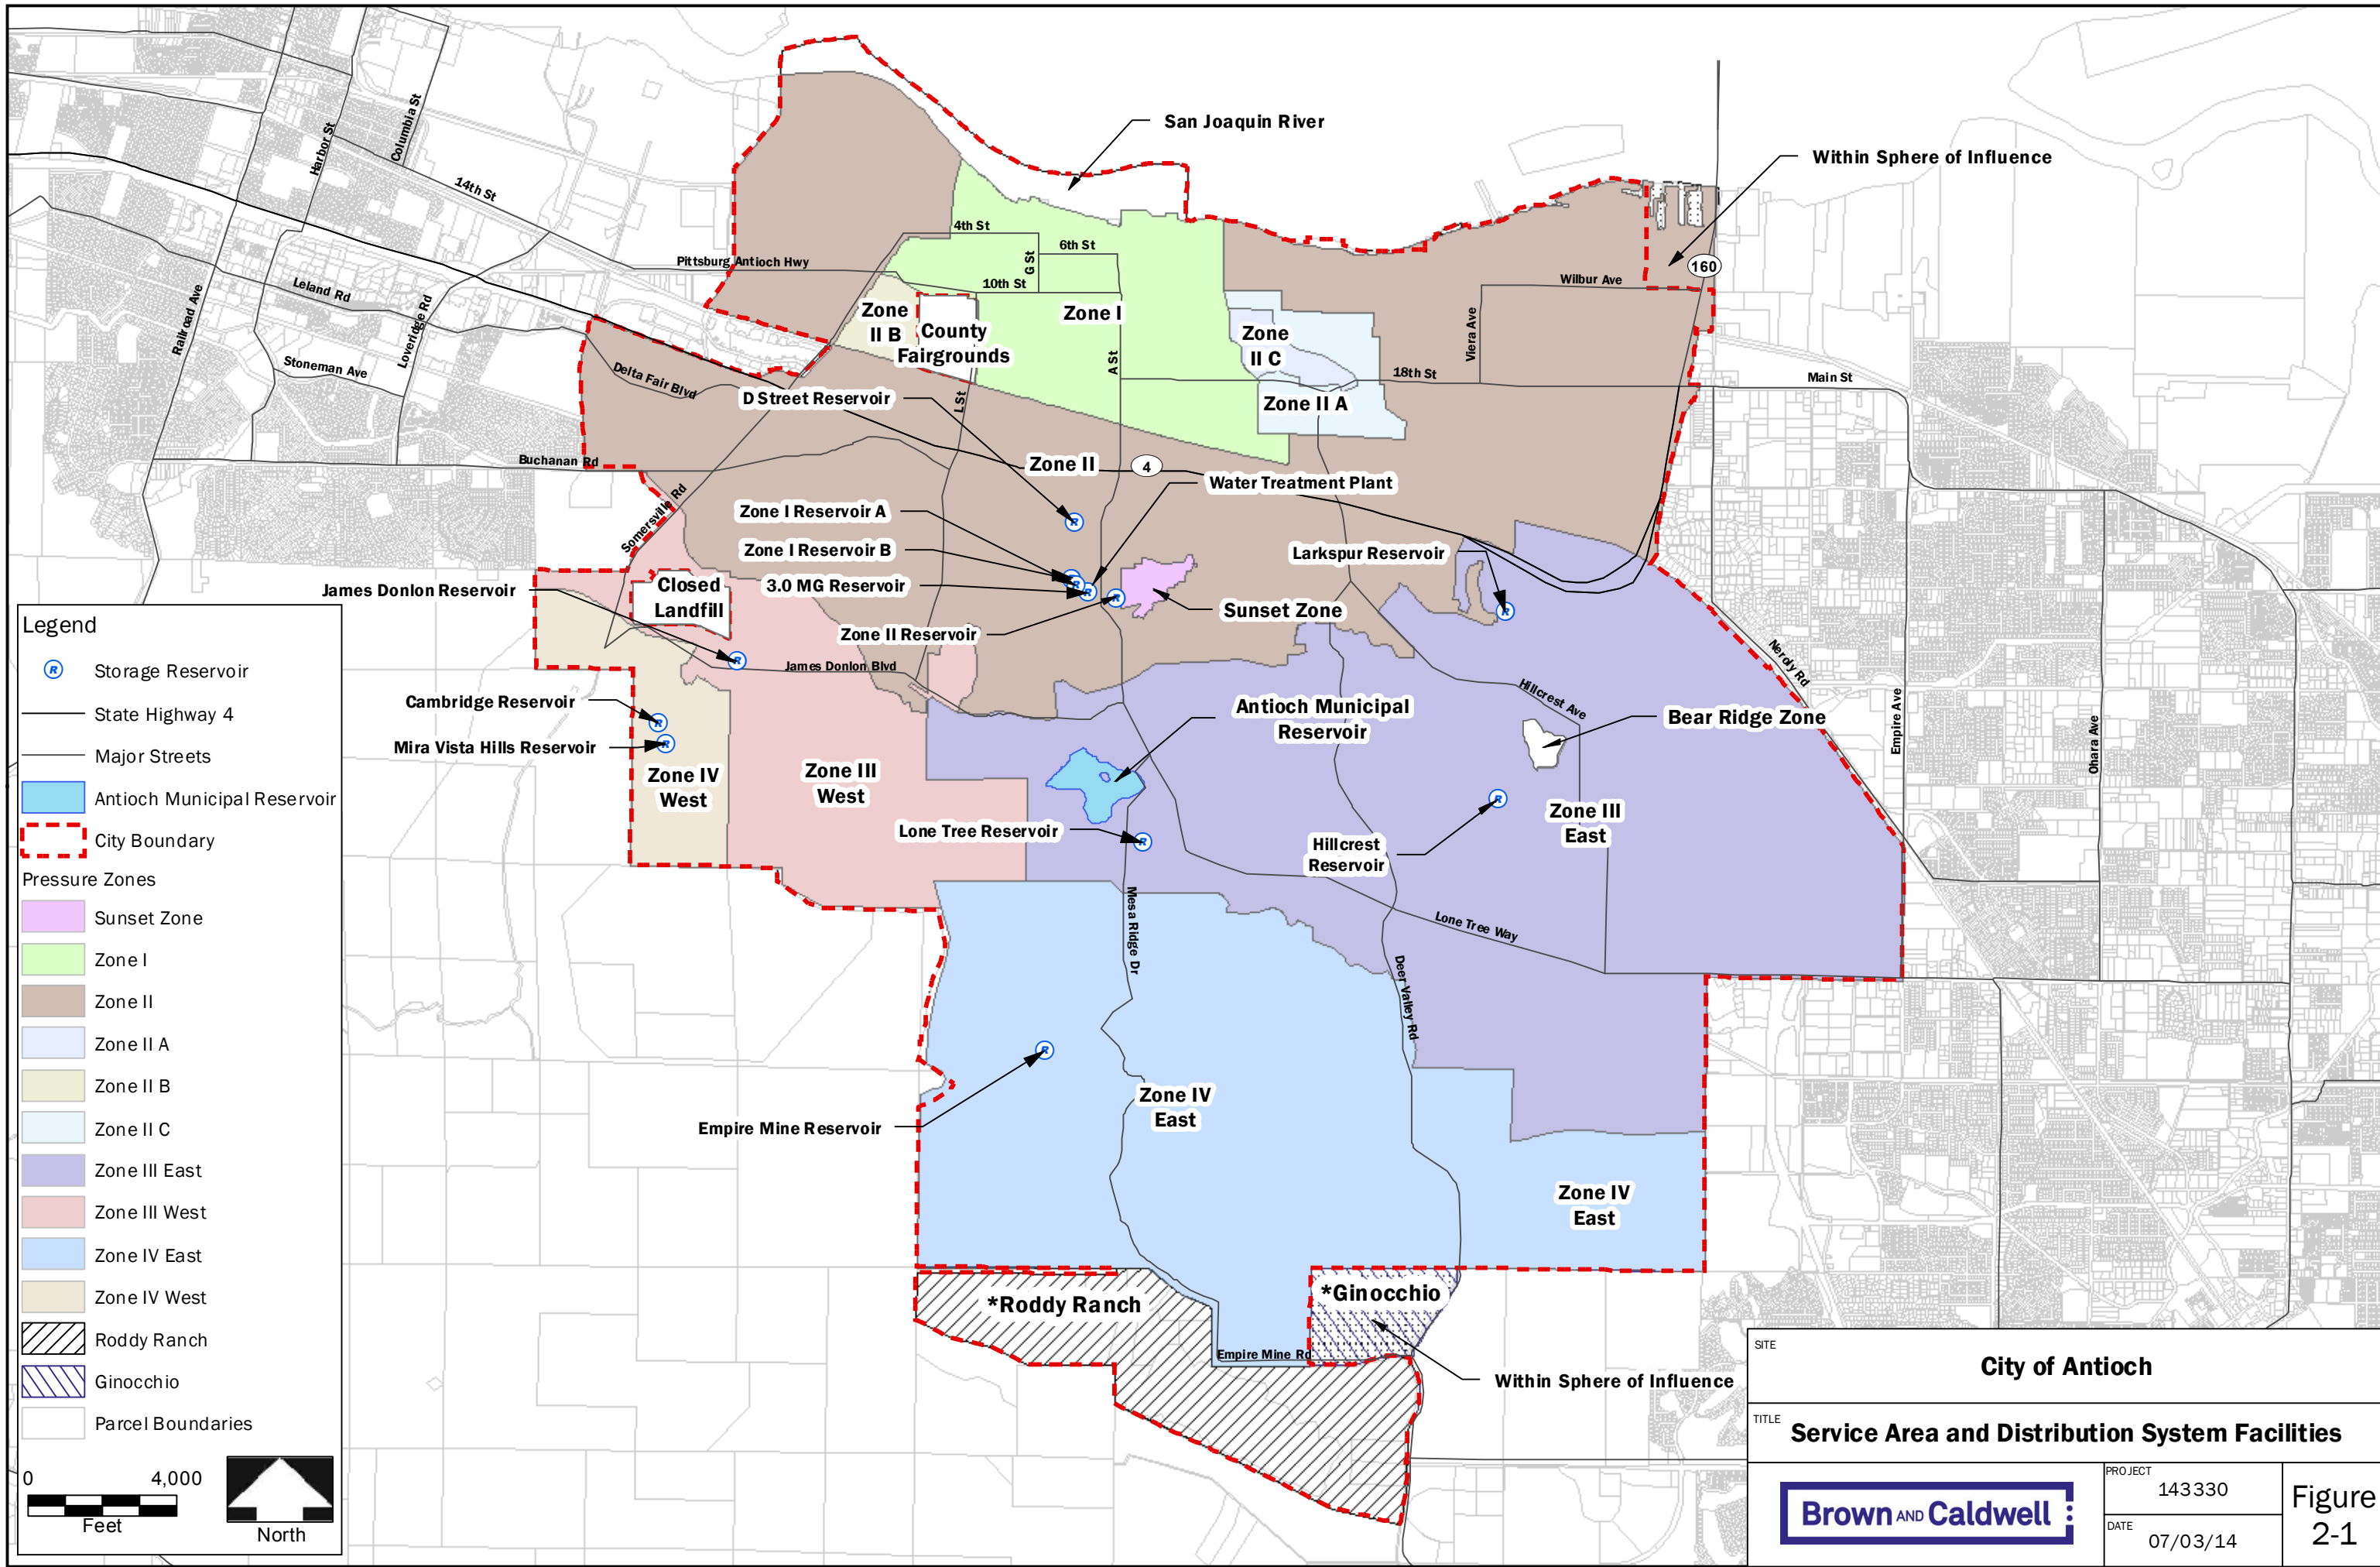 San Joaquin River
Within Sphere of Influence
Harbor St
Columbia St
14th St
4th St
6th St
G St
10th St
Pittsburg Antioch Hwy
160
Wilbur Ave
Leland Rd
Railroad Ave
Loveridge Rd
Stoneman Ave
Delta Fair Blvd
Zone
II B
County
Fairgrounds
Zone I
A St
Zone
II C
Viera Ave
18th St
Main St
Zone II A
D Street Reservoir
L St
Buchanan Rd
Zone II
4
Water Treatment Plant
Somersville Rd
Zone I Reservoir A
Zone I Reservoir B
3.0 MG Reservoir
Larkspur Reservoir
R
R
R
R
R
R
Sunset Zone
Zone II Reservoir
James Donlon Reservoir
Closed
Landfill
R
James Donlon Blvd
Neroly Rd
Hillcrest Ave
Empire Ave
Ohara Ave
Cambridge Reservoir
R
Mira Vista Hills Reservoir
R
Antioch Municipal
Reservoir
Bear Ridge Zone
Zone IV
West
Zone III
West
Lone Tree Reservoir
R
Hillcrest
Reservoir
R
Zone III
East
Mesa Ridge Dr
Lone Tree Way
Deer Valley Rd
R
Empire Mine Reservoir
Zone IV
East
Zone IV
East
*Roddy Ranch
*Ginocchio
Empire Mine Rd
Within Sphere of Influence
Legend
R
Storage Reservoir
State Highway 4
Major Streets
Antioch Municipal Reservoir
City Boundary
Pressure Zones
Sunset Zone
Zone I
Zone II
Zone II A
Zone II B
Zone II C
Zone III East
Zone III West
Zone IV East
Zone IV West
Roddy Ranch
Ginocchio
Parcel Boundaries
0 4,000
Feet
North
SITE
City of Antioch
TITLE
Service Area and Distribution System Facilities
Brown AND Caldwell
PROJECT
143330
DATE
07/03/14
Figure
2-1